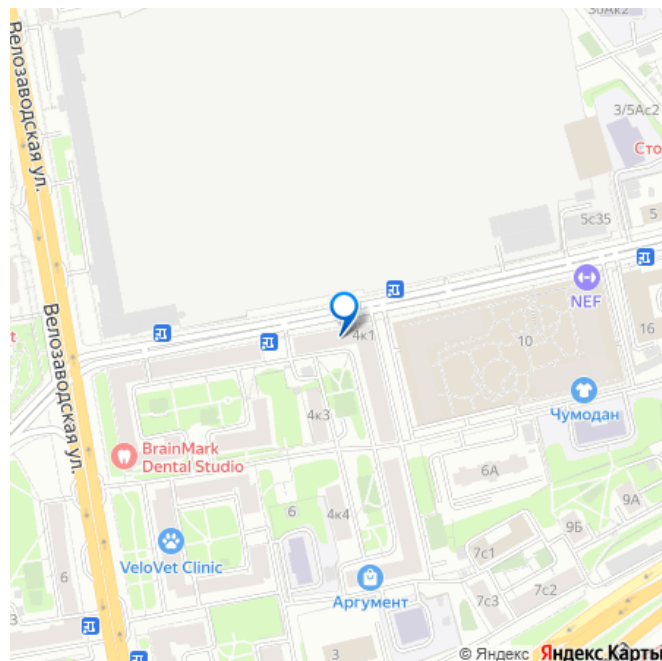 30Ак2
Велозаводская ул.
3/5Ас2
Сто
5с35
5
NEF
4к1
10
16
Велозаводская ул.
Чумодан
4к3
BrainMark
Dental Studio
6А
9А
6
4к4
9Б
VeloVet Clinic
7с1
6
Аргумент
7с2
7с3
3
© Яндекс Яндекс Карты